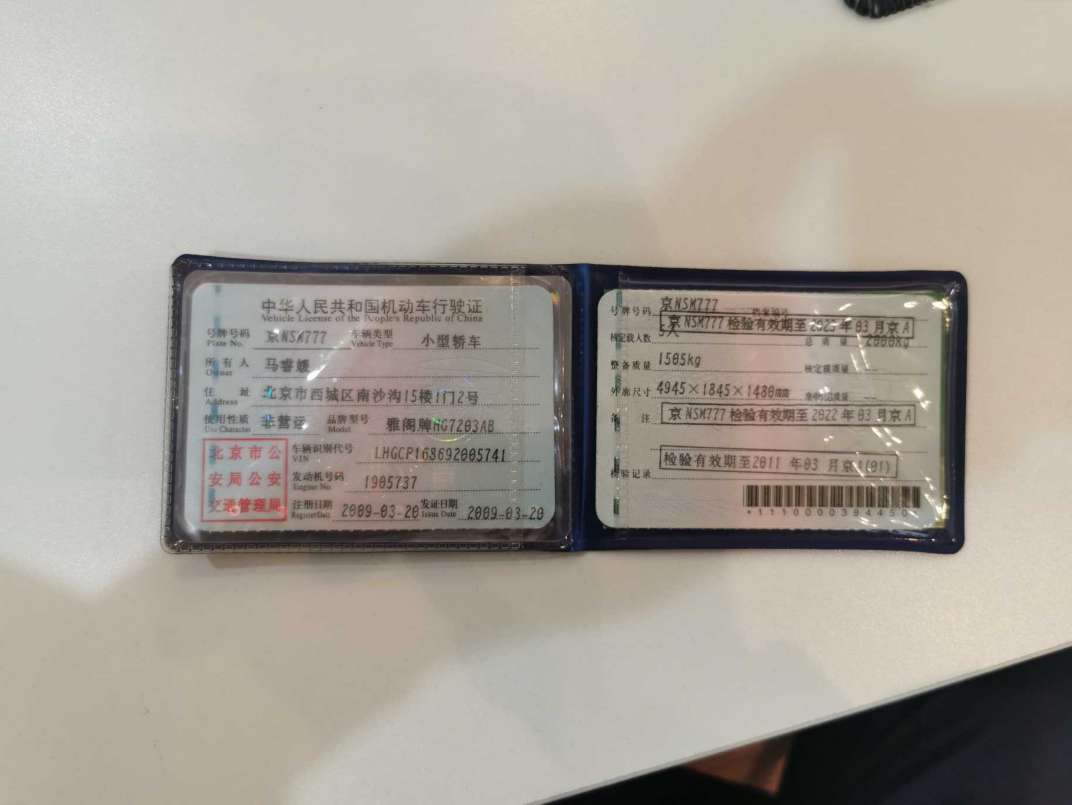 中华人民共和国机动车行驶证
Vehicle License of the People's Republic of China
号牌号码 京NSM777 车辆类型 小型轿车
Plate No. Vehicle Type
所有人 马睿媛
Owner
住址 北京市西城区南沙沟15楼1门2号
Address
使用性质 非营运 品牌型号 雅阁牌HG7203AB
Use Character Model
车辆识别代号 LHGCP168692005741
VIN
发动机号码 1905737
Engine No.
注册日期 2009-03-20 发证日期 2009-03-20
Register Date Issue Date
北京市公
安局公安
交通管理局
号牌号码 京NSM777 档案编号
京NSM777 检验有效期至2023年03月京A
核定载人数 5人 总质量 2000kg
整备质量 1505kg 核定载质量
外廓尺寸 4945×1845×1480mm 准牵引总质量
备注 京NSM777 检验有效期至2022年03月京A
检验记录 检验有效期至2011年03月京A(01)
*1110000394450*